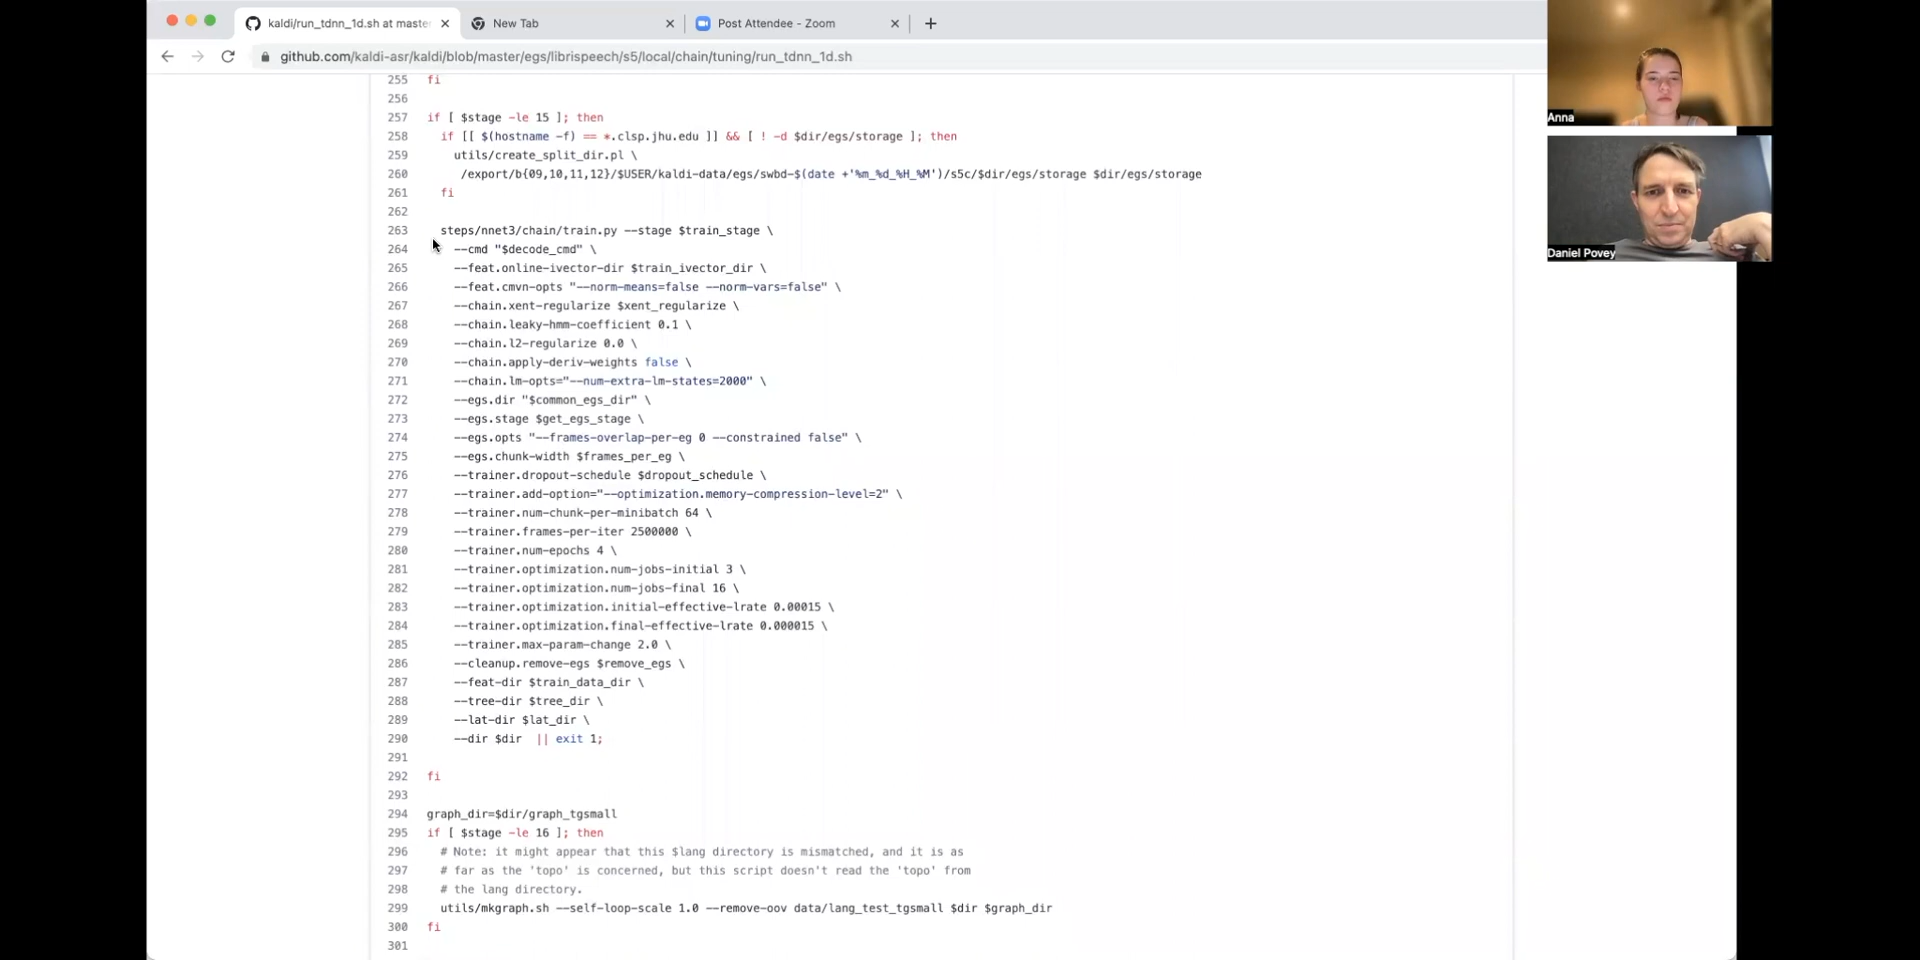 kaldi/run_tdnn_1d.sh at master
New Tab
Post Attendee - Zoom
github.com/kaldi-asr/kaldi/blob/master/egs/librispeech/s5/local/chain/tuning/run_tdnn_1d.sh
255 fi
256
257 if [ $stage -le 15 ]; then
258 if [[ $(hostname -f) == *.clsp.jhu.edu ]] && [ ! -d $dir/egs/storage ]; then
259 utils/create_split_dir.pl \
260 /export/b{09,10,11,12}/$USER/kaldi-data/egs/swbd-$(date +'%m_%d_%H_%M')/s5c/$dir/egs/storage $dir/egs/storage
261 fi
262
263 steps/nnet3/chain/train.py --stage $train_stage \
264 --cmd "$decode_cmd" \
265 --feat.online-ivector-dir $train_ivector_dir \
266 --feat.cmvn-opts "--norm-means=false --norm-vars=false" \
267 --chain.xent-regularize $xent_regularize \
268 --chain.leaky-hmm-coefficient 0.1 \
269 --chain.l2-regularize 0.0 \
270 --chain.apply-deriv-weights false \
271 --chain.lm-opts="--num-extra-lm-states=2000" \
272 --egs.dir "$common_egs_dir" \
273 --egs.stage $get_egs_stage \
274 --egs.opts "--frames-overlap-per-eg 0 --constrained false" \
275 --egs.chunk-width $frames_per_eg \
276 --trainer.dropout-schedule $dropout_schedule \
277 --trainer.add-option="--optimization.memory-compression-level=2" \
278 --trainer.num-chunk-per-minibatch 64 \
279 --trainer.frames-per-iter 2500000 \
280 --trainer.num-epochs 4 \
281 --trainer.optimization.num-jobs-initial 3 \
282 --trainer.optimization.num-jobs-final 16 \
283 --trainer.optimization.initial-effective-lrate 0.00015 \
284 --trainer.optimization.final-effective-lrate 0.000015 \
285 --trainer.max-param-change 2.0 \
286 --cleanup.remove-egs $remove_egs \
287 --feat-dir $train_data_dir \
288 --tree-dir $tree_dir \
289 --lat-dir $lat_dir \
290 --dir $dir || exit 1;
291
292 fi
293
294 graph_dir=$dir/graph_tgsmall
295 if [ $stage -le 16 ]; then
296 # Note: it might appear that this $lang directory is mismatched, and it is as
297 # far as the 'topo' is concerned, but this script doesn't read the 'topo' from
298 # the lang directory.
299 utils/mkgraph.sh --self-loop-scale 1.0 --remove-oov data/lang_test_tgsmall $dir $graph_dir
300 fi
301
Anna
Daniel Povey